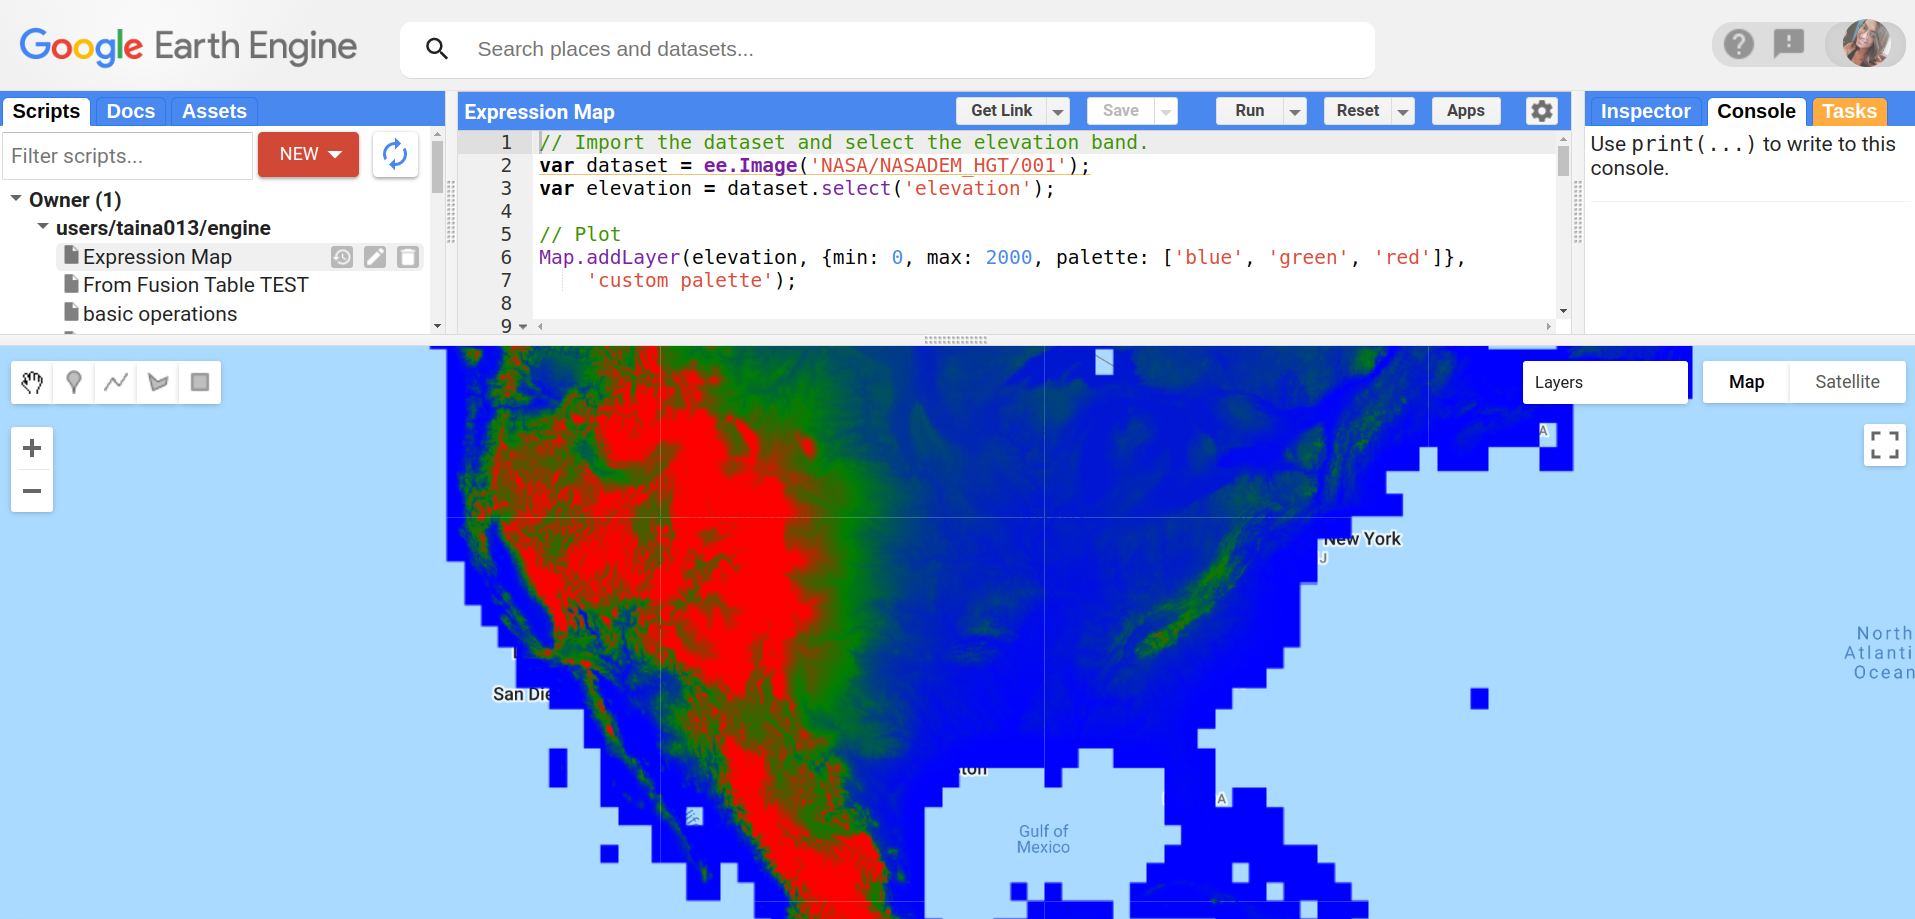 Google Earth Engine
Search places and datasets...
Scripts
Docs
Assets
Filter scripts...
NEW
Owner (1)
users/taina013/engine
Expression Map
From Fusion Table TEST
basic operations
Expression Map
Get Link
Save
Run
Reset
Apps
1 // Import the dataset and select the elevation band.
2 var dataset = ee.Image('NASA/NASADEM_HGT/001');
3 var elevation = dataset.select('elevation');
4
5 // Plot
6 Map.addLayer(elevation, {min: 0, max: 2000, palette: ['blue', 'green', 'red']},
7 'custom palette');
8
9
Inspector
Console
Tasks
Use print(...) to write to this
console.
Layers
Map
Satellite
A
New York
J
San Die
ton
A
Gulf of
Mexico
North
Atlanti
Ocean